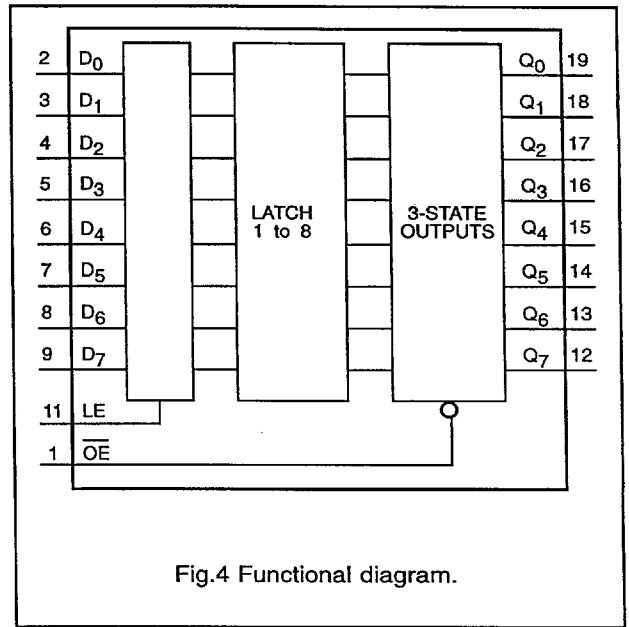 2 D0 Q0 19
3 D1 Q1 18
4 D2 Q2 17
5 D3 Q3 16
LATCH
1 to 8
3-STATE
OUTPUTS
6 D4 Q4 15
7 D5 Q5 14
8 D6 Q6 13
9 D7 Q7 12
11 LE
1 O̅E̅
Fig.4 Functional diagram.